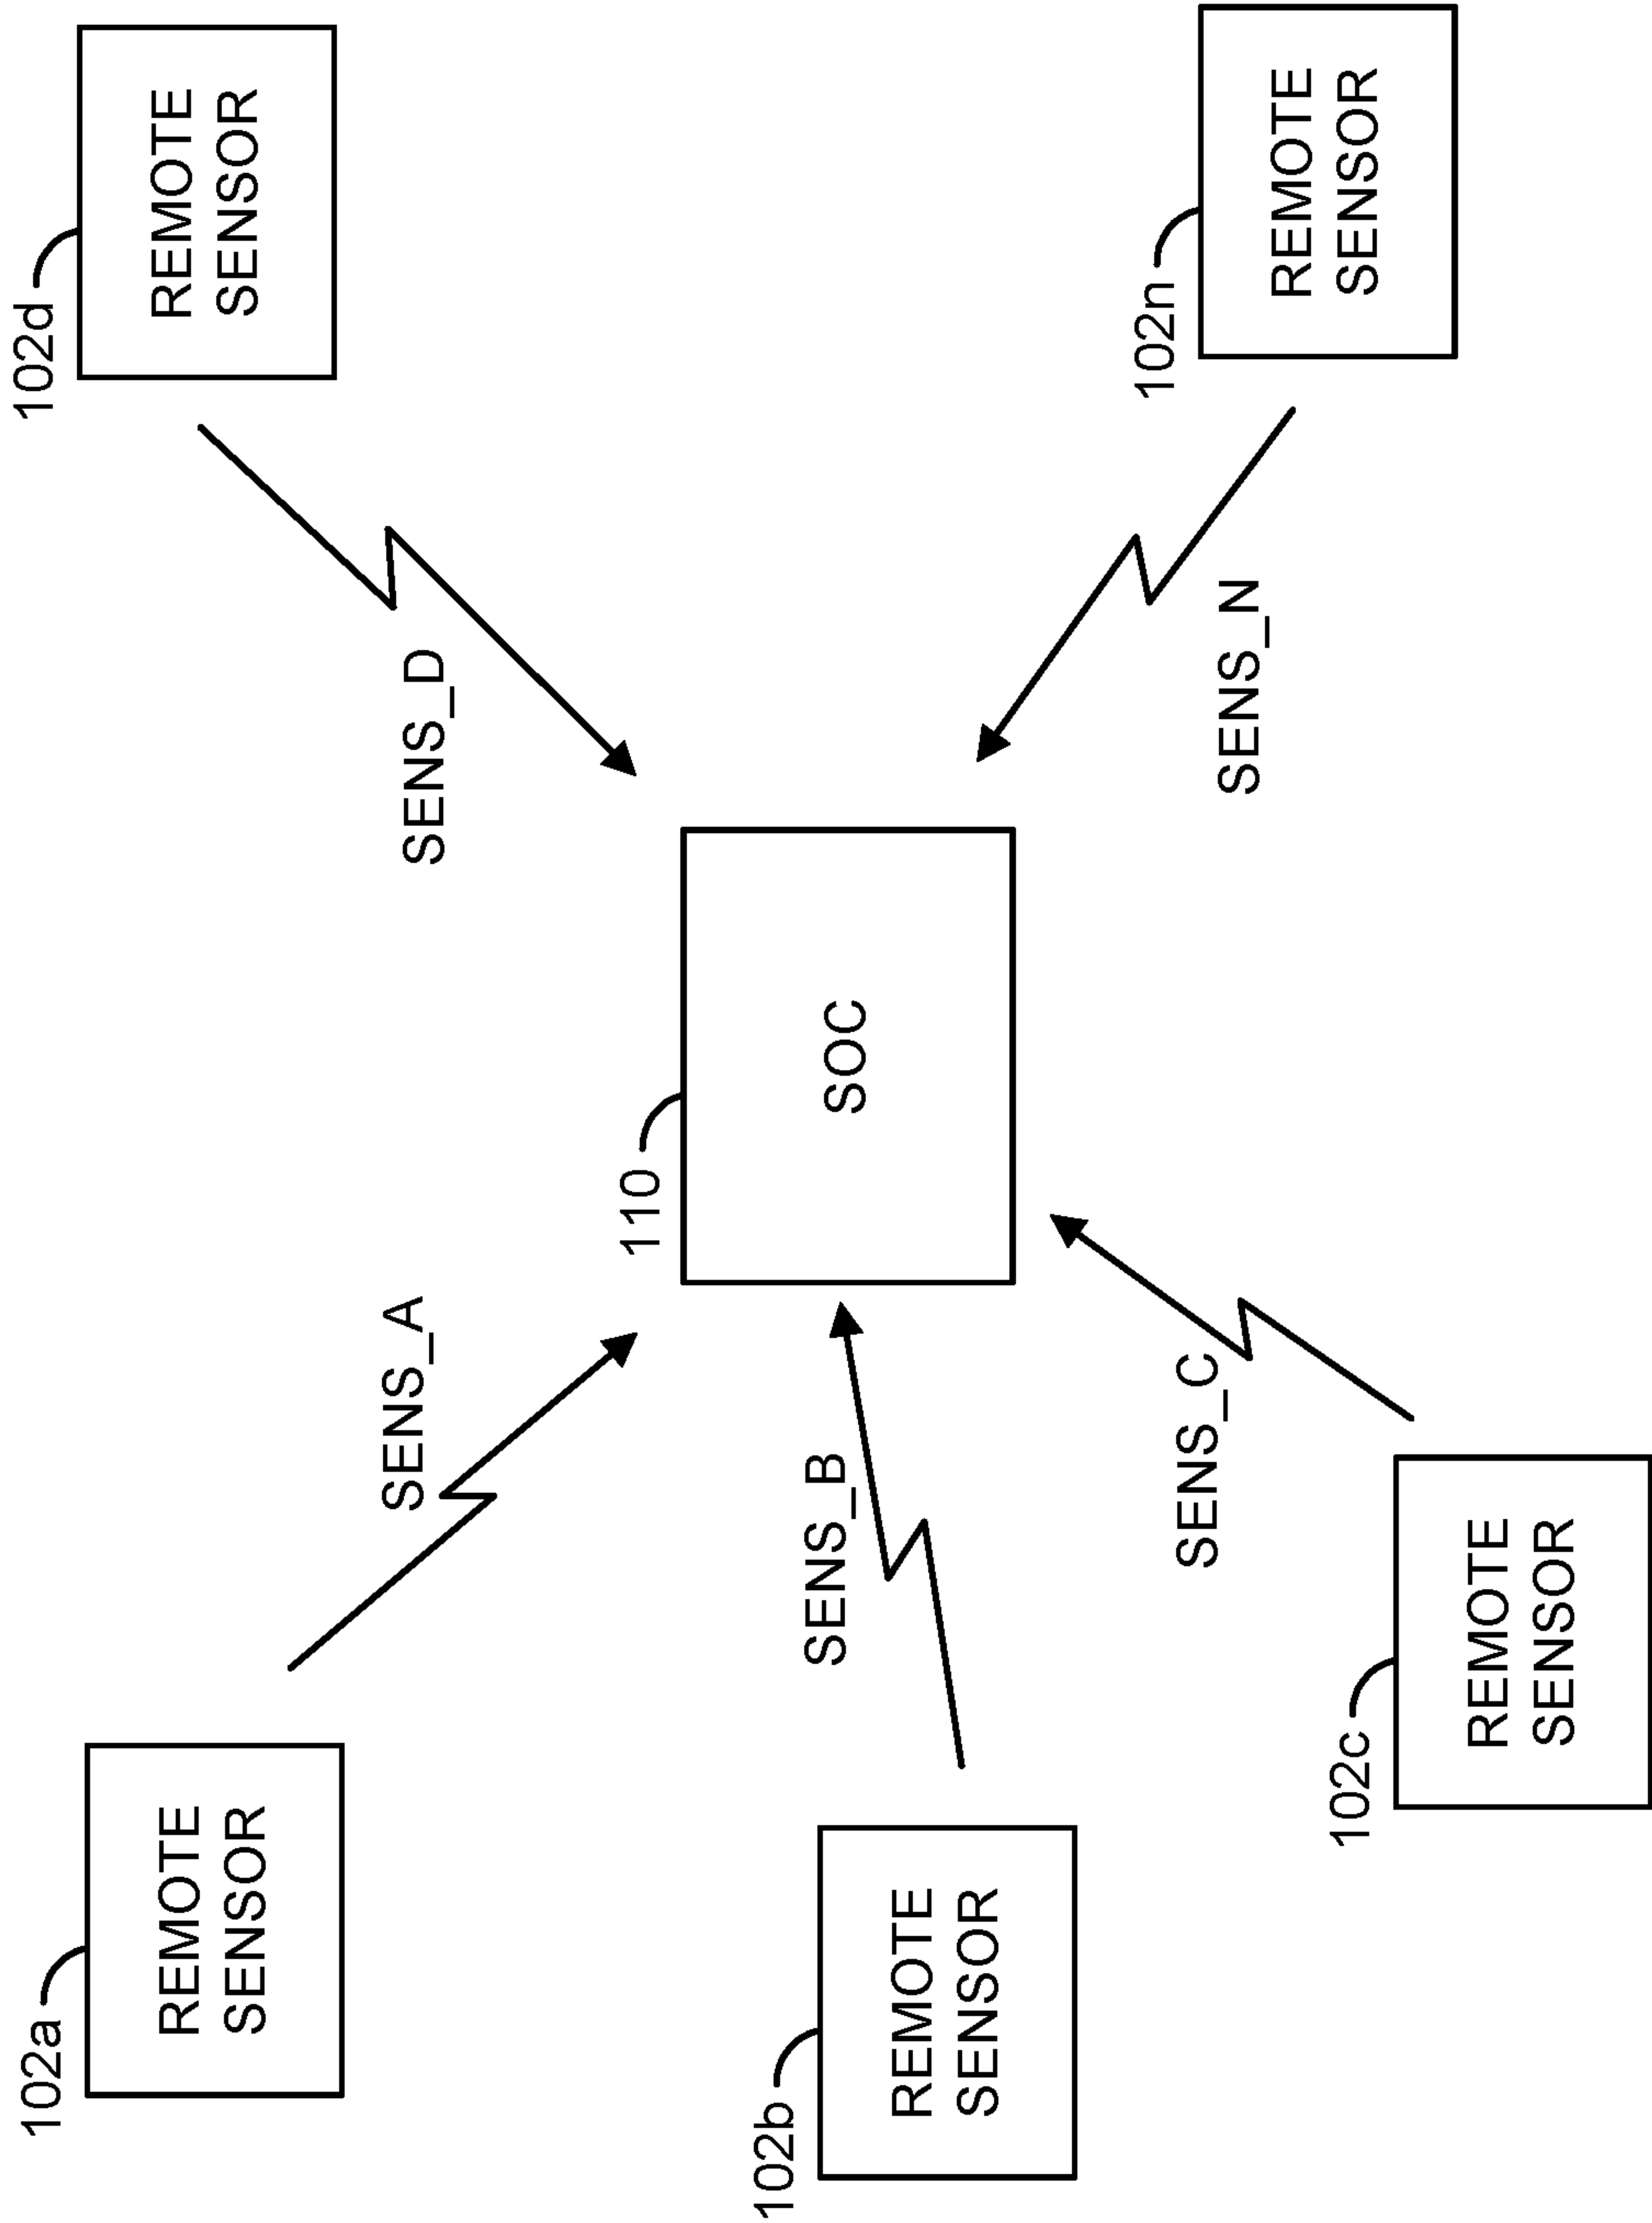 102a
REMOTE
SENSOR
SENS_A
102d
REMOTE
SENSOR
SENS_D
110
SOC
102b
REMOTE
SENSOR
SENS_B
102c
REMOTE
SENSOR
SENS_C
102n
REMOTE
SENSOR
SENS_N